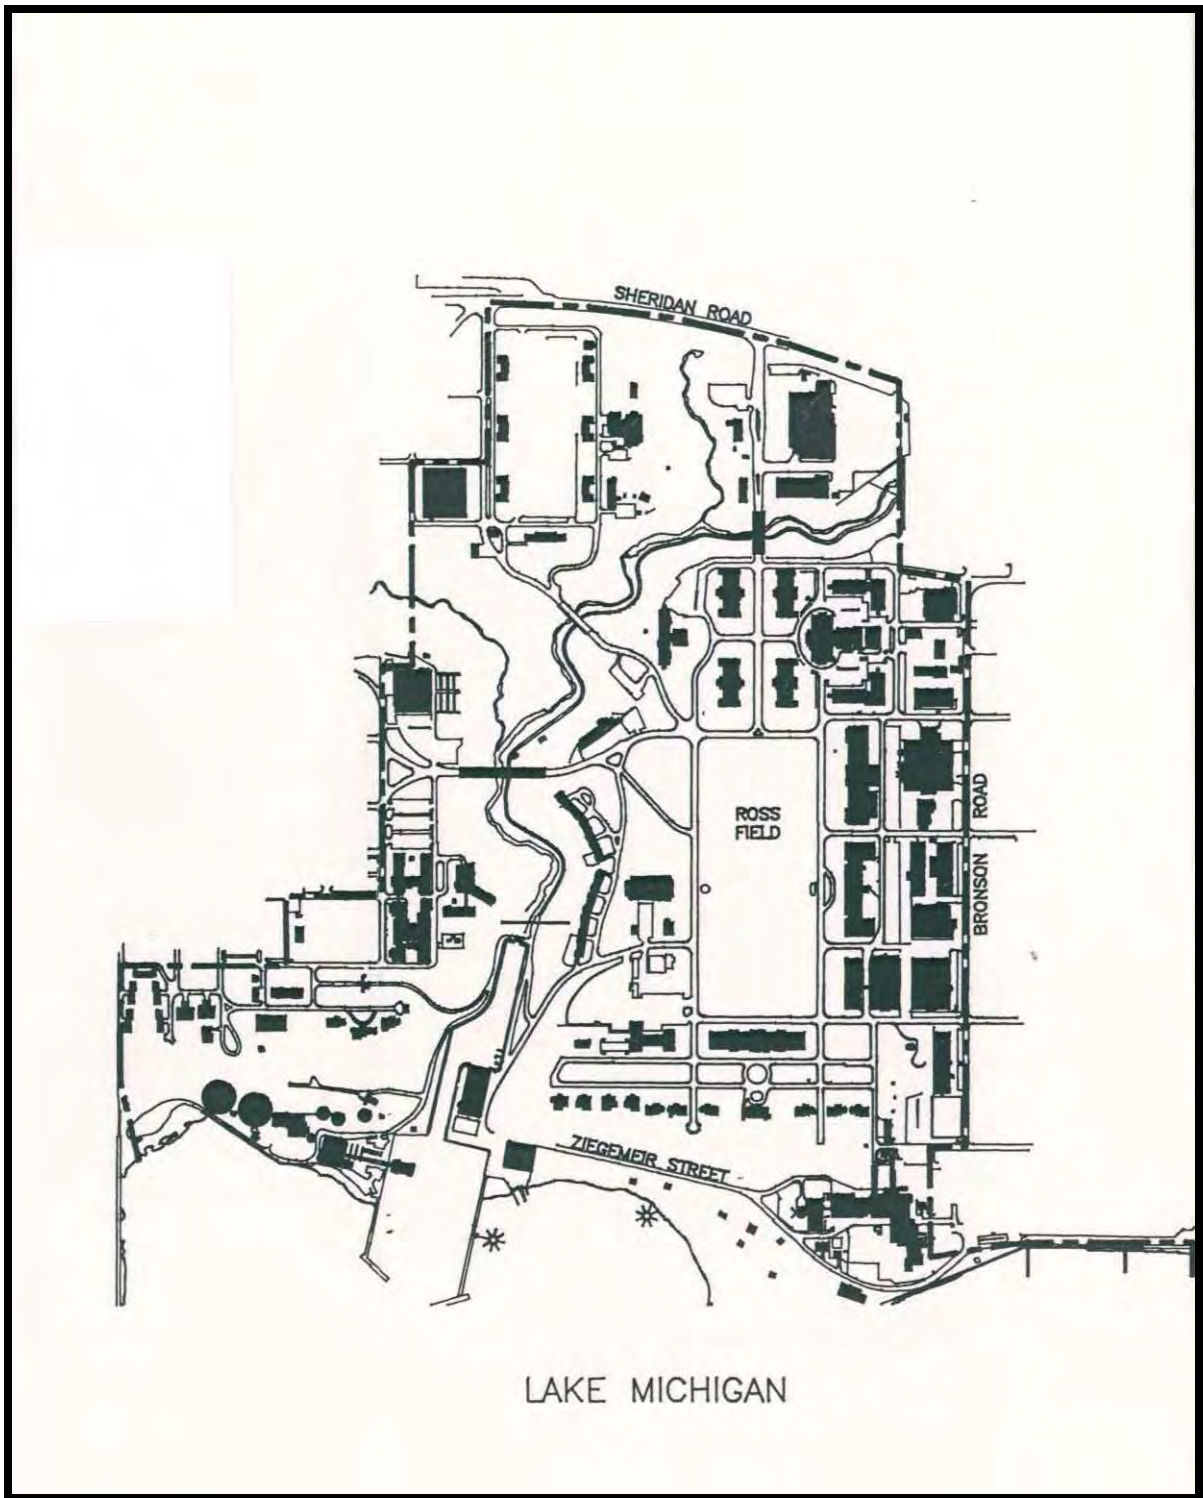 SHERIDAN ROAD
ROSS
FIELD
BRONSON ROAD
ZIEGEMEIR STREET
LAKE MICHIGAN